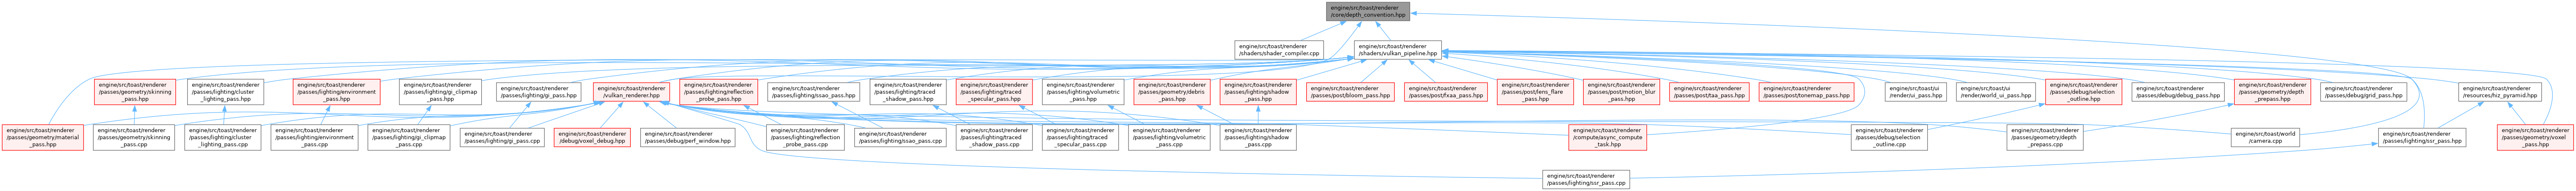 engine/src/toast/renderer
/core/depth_convention.hpp
engine/src/toast/renderer
/shaders/shader_compiler.cpp
engine/src/toast/renderer
/shaders/vulkan_pipeline.hpp
engine/src/toast/renderer
/passes/geometry/skinning
_pass.hpp
engine/src/toast/renderer
/passes/lighting/cluster
_lighting_pass.hpp
engine/src/toast/renderer
/passes/lighting/environment
_pass.hpp
engine/src/toast/renderer
/passes/lighting/gi_clipmap
_pass.hpp
engine/src/toast/renderer
/passes/lighting/gi_pass.hpp
engine/src/toast/renderer
/vulkan_renderer.hpp
engine/src/toast/renderer
/passes/lighting/reflection
_probe_pass.hpp
engine/src/toast/renderer
/passes/lighting/ssao_pass.hpp
engine/src/toast/renderer
/passes/lighting/traced
_shadow_pass.hpp
engine/src/toast/renderer
/passes/lighting/traced
_specular_pass.hpp
engine/src/toast/renderer
/passes/lighting/volumetric
_pass.hpp
engine/src/toast/renderer
/passes/geometry/debris
_pass.hpp
engine/src/toast/renderer
/passes/lighting/shadow
_pass.hpp
engine/src/toast/renderer
/passes/post/bloom_pass.hpp
engine/src/toast/renderer
/passes/post/fxaa_pass.hpp
engine/src/toast/renderer
/passes/post/lens_flare
_pass.hpp
engine/src/toast/renderer
/passes/post/motion_blur
_pass.hpp
engine/src/toast/renderer
/passes/post/taa_pass.hpp
engine/src/toast/renderer
/passes/post/tonemap_pass.hpp
engine/src/toast/ui
/render/ui_pass.hpp
engine/src/toast/ui
/render/world_ui_pass.hpp
engine/src/toast/renderer
/passes/debug/selection
_outline.hpp
engine/src/toast/renderer
/passes/debug/debug_pass.hpp
engine/src/toast/renderer
/passes/geometry/depth
_prepass.hpp
engine/src/toast/renderer
/passes/debug/grid_pass.hpp
engine/src/toast/renderer
/resources/hiz_pyramid.hpp
engine/src/toast/renderer
/passes/geometry/material
_pass.hpp
engine/src/toast/renderer
/passes/geometry/skinning
_pass.cpp
engine/src/toast/renderer
/passes/lighting/cluster
_lighting_pass.cpp
engine/src/toast/renderer
/passes/lighting/environment
_pass.cpp
engine/src/toast/renderer
/passes/lighting/gi_clipmap
_pass.cpp
engine/src/toast/renderer
/passes/lighting/gi_pass.cpp
engine/src/toast/renderer
/debug/voxel_debug.hpp
engine/src/toast/renderer
/passes/debug/perf_window.hpp
engine/src/toast/renderer
/passes/lighting/reflection
_probe_pass.cpp
engine/src/toast/renderer
/passes/lighting/ssao_pass.cpp
engine/src/toast/renderer
/passes/lighting/traced
_shadow_pass.cpp
engine/src/toast/renderer
/passes/lighting/traced
_specular_pass.cpp
engine/src/toast/renderer
/passes/lighting/volumetric
_pass.cpp
engine/src/toast/renderer
/passes/lighting/shadow
_pass.cpp
engine/src/toast/renderer
/compute/async_compute
_task.hpp
engine/src/toast/renderer
/passes/debug/selection
_outline.cpp
engine/src/toast/renderer
/passes/geometry/depth
_prepass.cpp
engine/src/toast/world
/camera.cpp
engine/src/toast/renderer
/passes/lighting/ssr_pass.hpp
engine/src/toast/renderer
/passes/geometry/voxel
_pass.hpp
engine/src/toast/renderer
/passes/lighting/ssr_pass.cpp